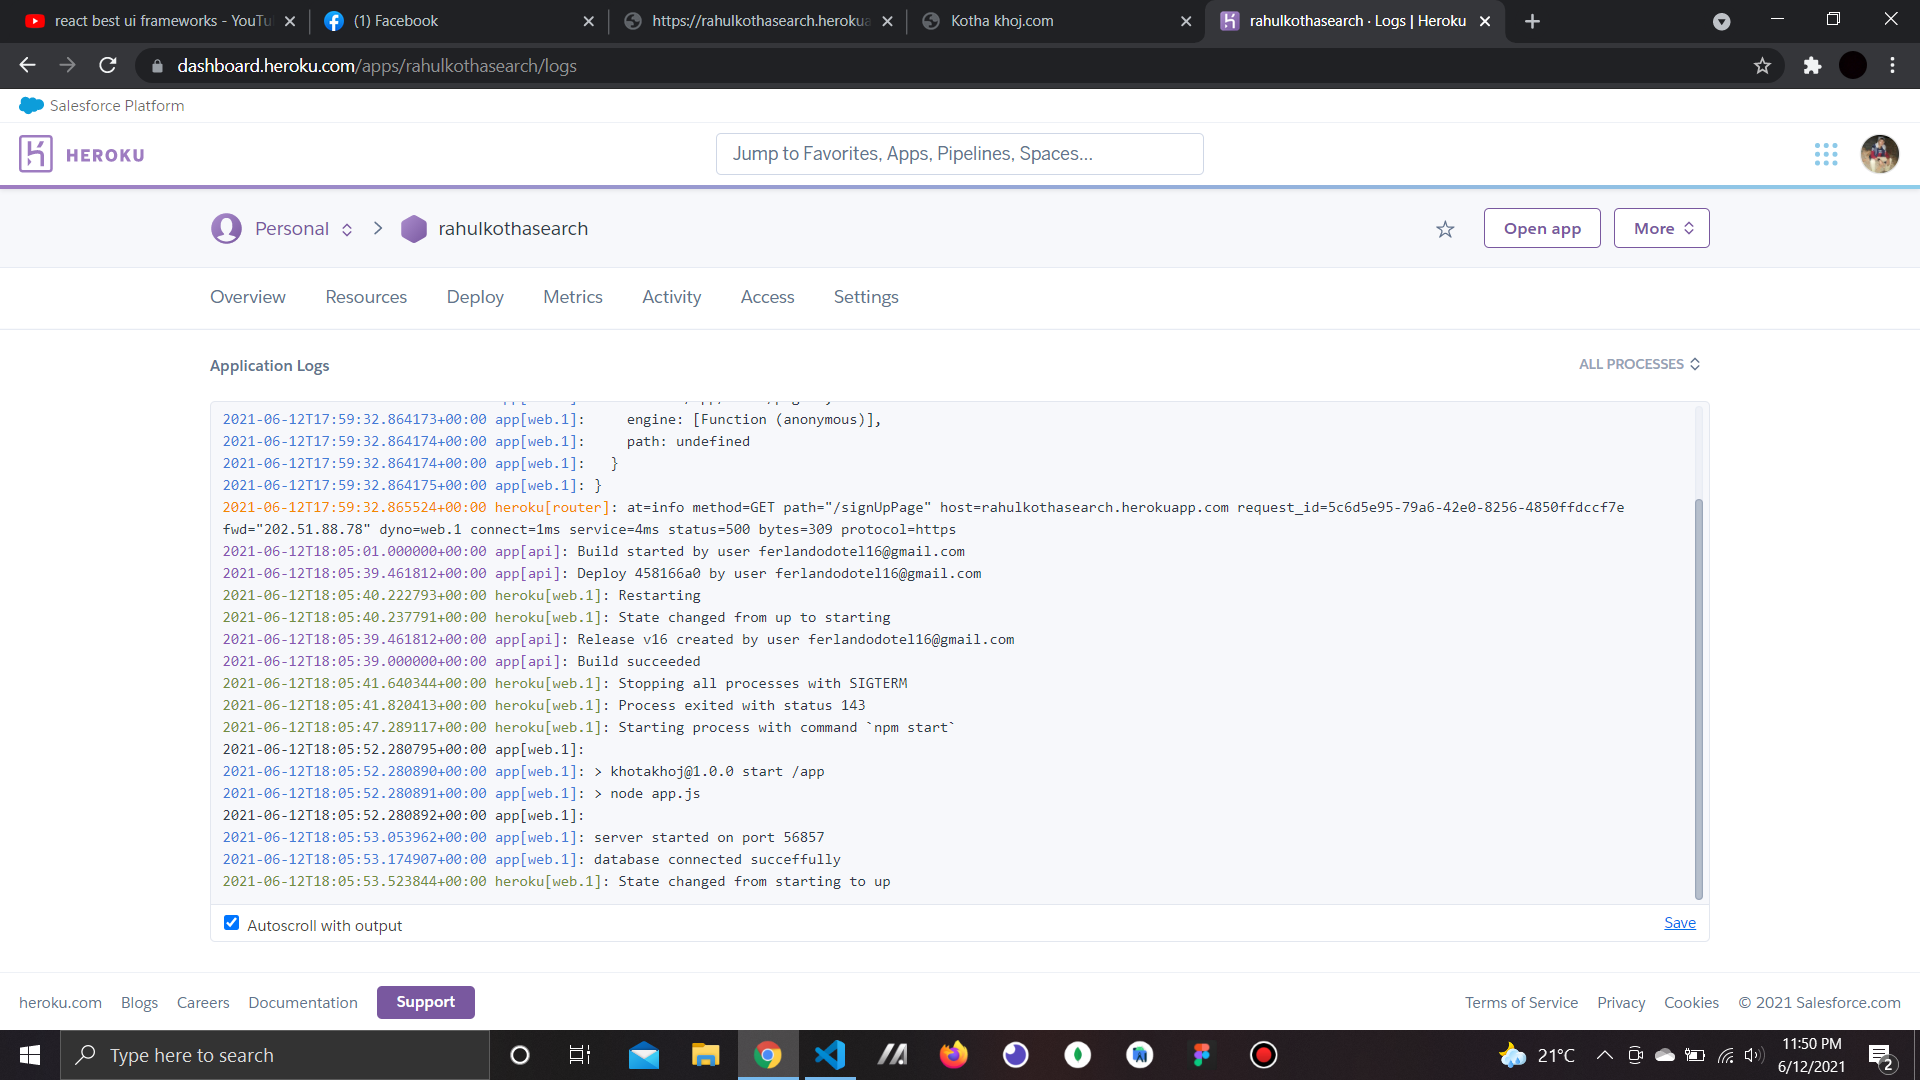 react best ui frameworks - YouTu
(1) Facebook
https://rahulkothasearch.herokua
Kotha khoj.com
rahulkothasearch · Logs | Heroku
dashboard.heroku.com/apps/rahulkothasearch/logs
Salesforce Platform
HEROKU
Jump to Favorites, Apps, Pipelines, Spaces...
Personal
rahulkothasearch
Open app
More
Overview
Resources
Deploy
Metrics
Activity
Access
Settings
Application Logs
ALL PROCESSES
2021-06-12T17:59:32.864173+00:00 app[web.1]:     engine: [Function (anonymous)],
2021-06-12T17:59:32.864174+00:00 app[web.1]:     path: undefined
2021-06-12T17:59:32.864174+00:00 app[web.1]:   }
2021-06-12T17:59:32.864175+00:00 app[web.1]: }
2021-06-12T17:59:32.865524+00:00 heroku[router]: at=info method=GET path="/signUpPage" host=rahulkothasearch.herokuapp.com request_id=5c6d5e95-79a6-42e0-8256-4850ffdccf7e
fwd="202.51.88.78" dyno=web.1 connect=1ms service=4ms status=500 bytes=309 protocol=https
2021-06-12T18:05:01.000000+00:00 app[api]: Build started by user ferlandodotel16@gmail.com
2021-06-12T18:05:39.461812+00:00 app[api]: Deploy 458166a0 by user ferlandodotel16@gmail.com
2021-06-12T18:05:40.222793+00:00 heroku[web.1]: Restarting
2021-06-12T18:05:40.237791+00:00 heroku[web.1]: State changed from up to starting
2021-06-12T18:05:39.461812+00:00 app[api]: Release v16 created by user ferlandodotel16@gmail.com
2021-06-12T18:05:39.000000+00:00 app[api]: Build succeeded
2021-06-12T18:05:41.640344+00:00 heroku[web.1]: Stopping all processes with SIGTERM
2021-06-12T18:05:41.820413+00:00 heroku[web.1]: Process exited with status 143
2021-06-12T18:05:47.289117+00:00 heroku[web.1]: Starting process with command `npm start`
2021-06-12T18:05:52.280795+00:00 app[web.1]:
2021-06-12T18:05:52.280890+00:00 app[web.1]: > khotakhoj@1.0.0 start /app
2021-06-12T18:05:52.280891+00:00 app[web.1]: > node app.js
2021-06-12T18:05:52.280892+00:00 app[web.1]:
2021-06-12T18:05:53.053962+00:00 app[web.1]: server started on port 56857
2021-06-12T18:05:53.174907+00:00 app[web.1]: database connected succeffully
2021-06-12T18:05:53.523844+00:00 heroku[web.1]: State changed from starting to up
Autoscroll with output
Save
heroku.com
Blogs
Careers
Documentation
Support
Terms of Service
Privacy
Cookies
© 2021 Salesforce.com
Type here to search
21°C
11:50 PM
6/12/2021
2